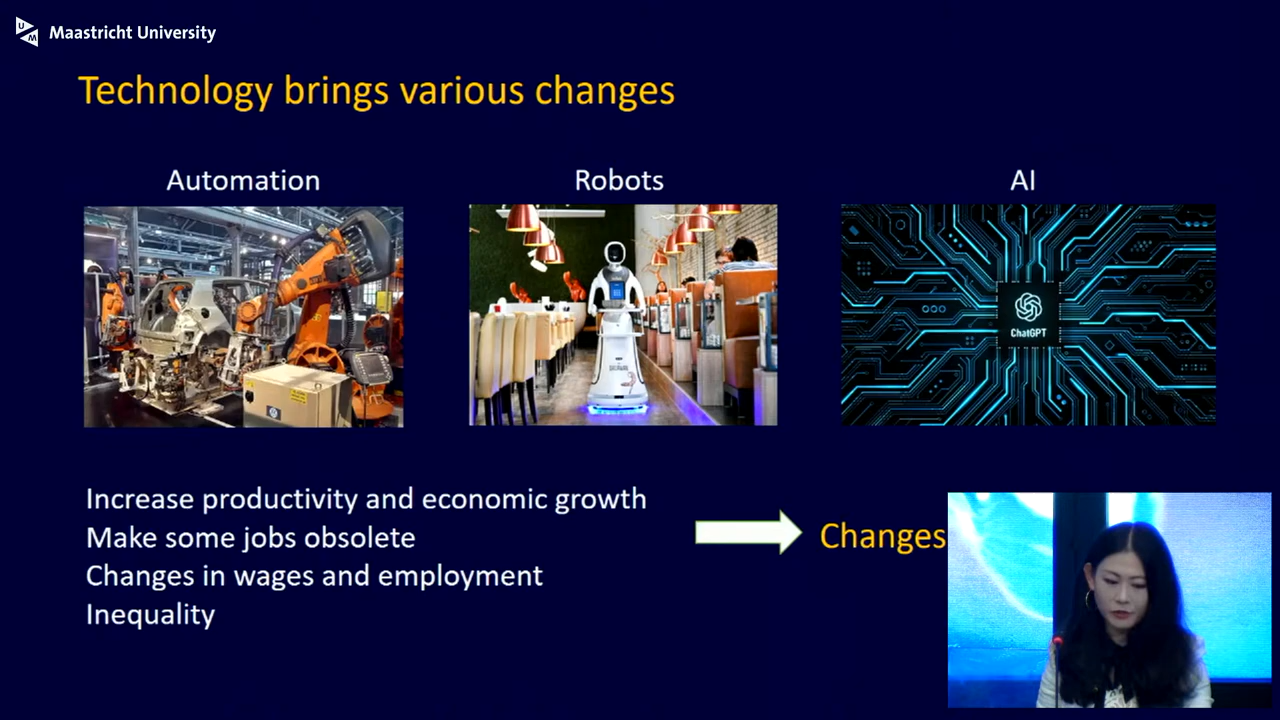 Maastricht University
Technology brings various changes
Automation
Robots
AI
ChatGPT
Increase productivity and economic growth
Make some jobs obsolete
Changes in wages and employment
Inequality
Changes